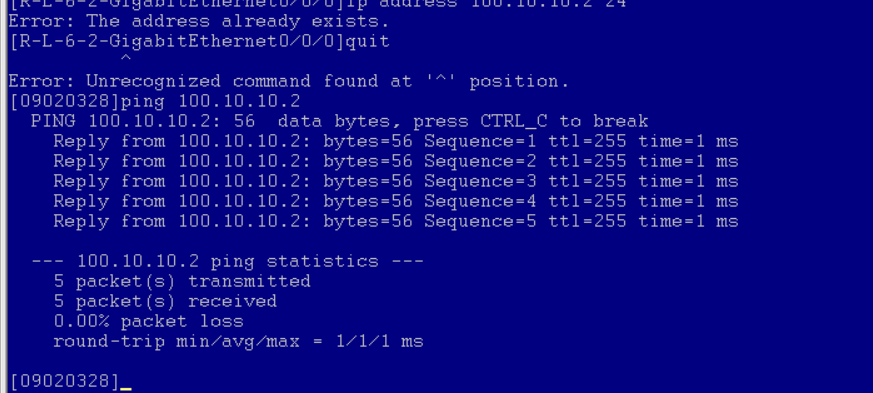 [R-L-6-2-GigabitEthernet0/0/0]ip address 100.10.10.2 24
Error: The address already exists.
[R-L-6-2-GigabitEthernet0/0/0]quit
^
Error: Unrecognized command found at '^' position.
[09020328]ping 100.10.10.2
PING 100.10.10.2: 56  data bytes, press CTRL_C to break
Reply from 100.10.10.2: bytes=56 Sequence=1 ttl=255 time=1 ms
Reply from 100.10.10.2: bytes=56 Sequence=2 ttl=255 time=1 ms
Reply from 100.10.10.2: bytes=56 Sequence=3 ttl=255 time=1 ms
Reply from 100.10.10.2: bytes=56 Sequence=4 ttl=255 time=1 ms
Reply from 100.10.10.2: bytes=56 Sequence=5 ttl=255 time=1 ms
--- 100.10.10.2 ping statistics ---
5 packet(s) transmitted
5 packet(s) received
0.00% packet loss
round-trip min/avg/max = 1/1/1 ms
[09020328]_